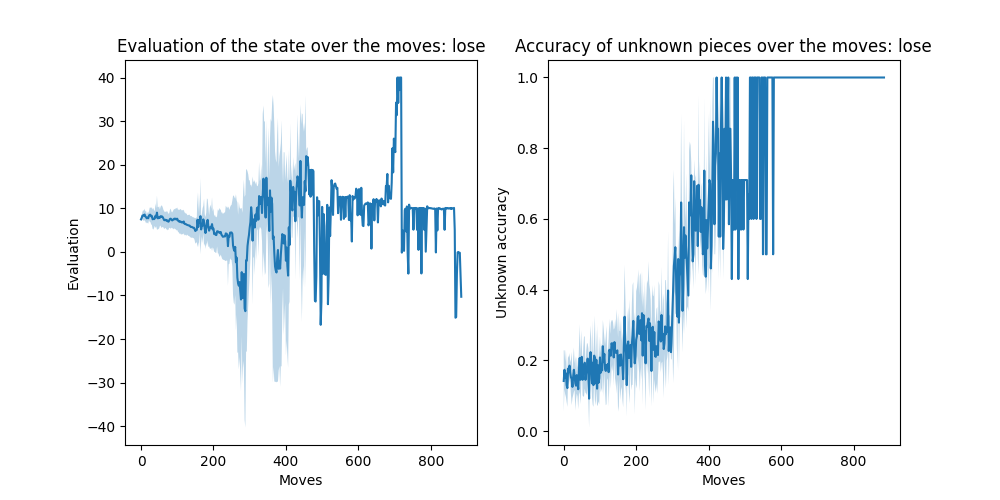 Evaluation of the state over the moves: lose
40
30
20
10
0
−10
−20
−30
−40
Evaluation
0 200 400 600 800
Moves
Accuracy of unknown pieces over the moves: lose
1.0
0.8
0.6
0.4
0.2
0.0
Unknown accuracy
0 200 400 600 800
Moves